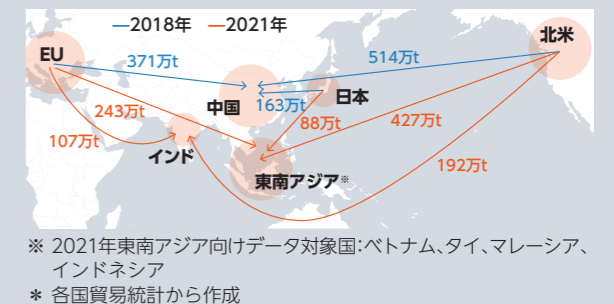 —2018年 —2021年
EU
北米
371万t
514万t
中国
日本
163万t
243万t
88万t
427万t
107万t
インド
192万t
東南アジア※
※ 2021年東南アジア向けデータ対象国：ベトナム、タイ、マレーシア、
インドネシア
＊ 各国貿易統計から作成